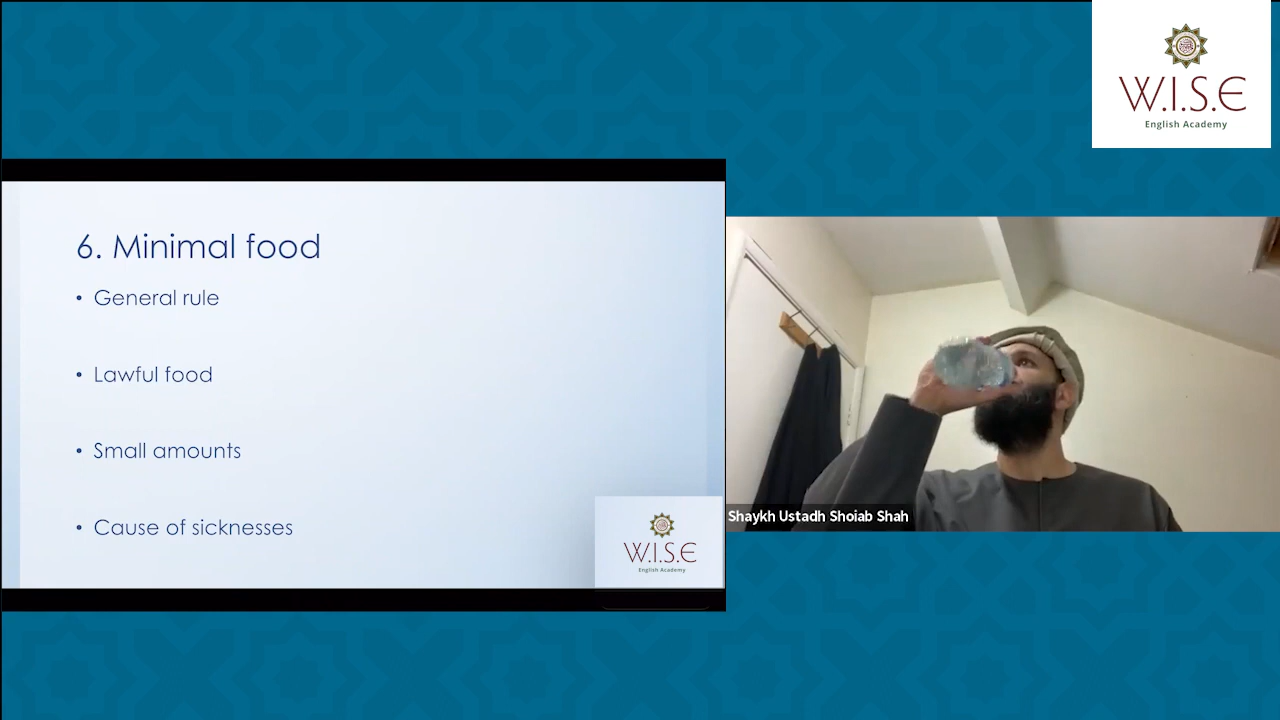 W.I.S.E
English Academy
6. Minimal food
• General rule
• Lawful food
• Small amounts
• Cause of sicknesses
W.I.S.E
English Academy
Shaykh Ustadh Shoiab Shah